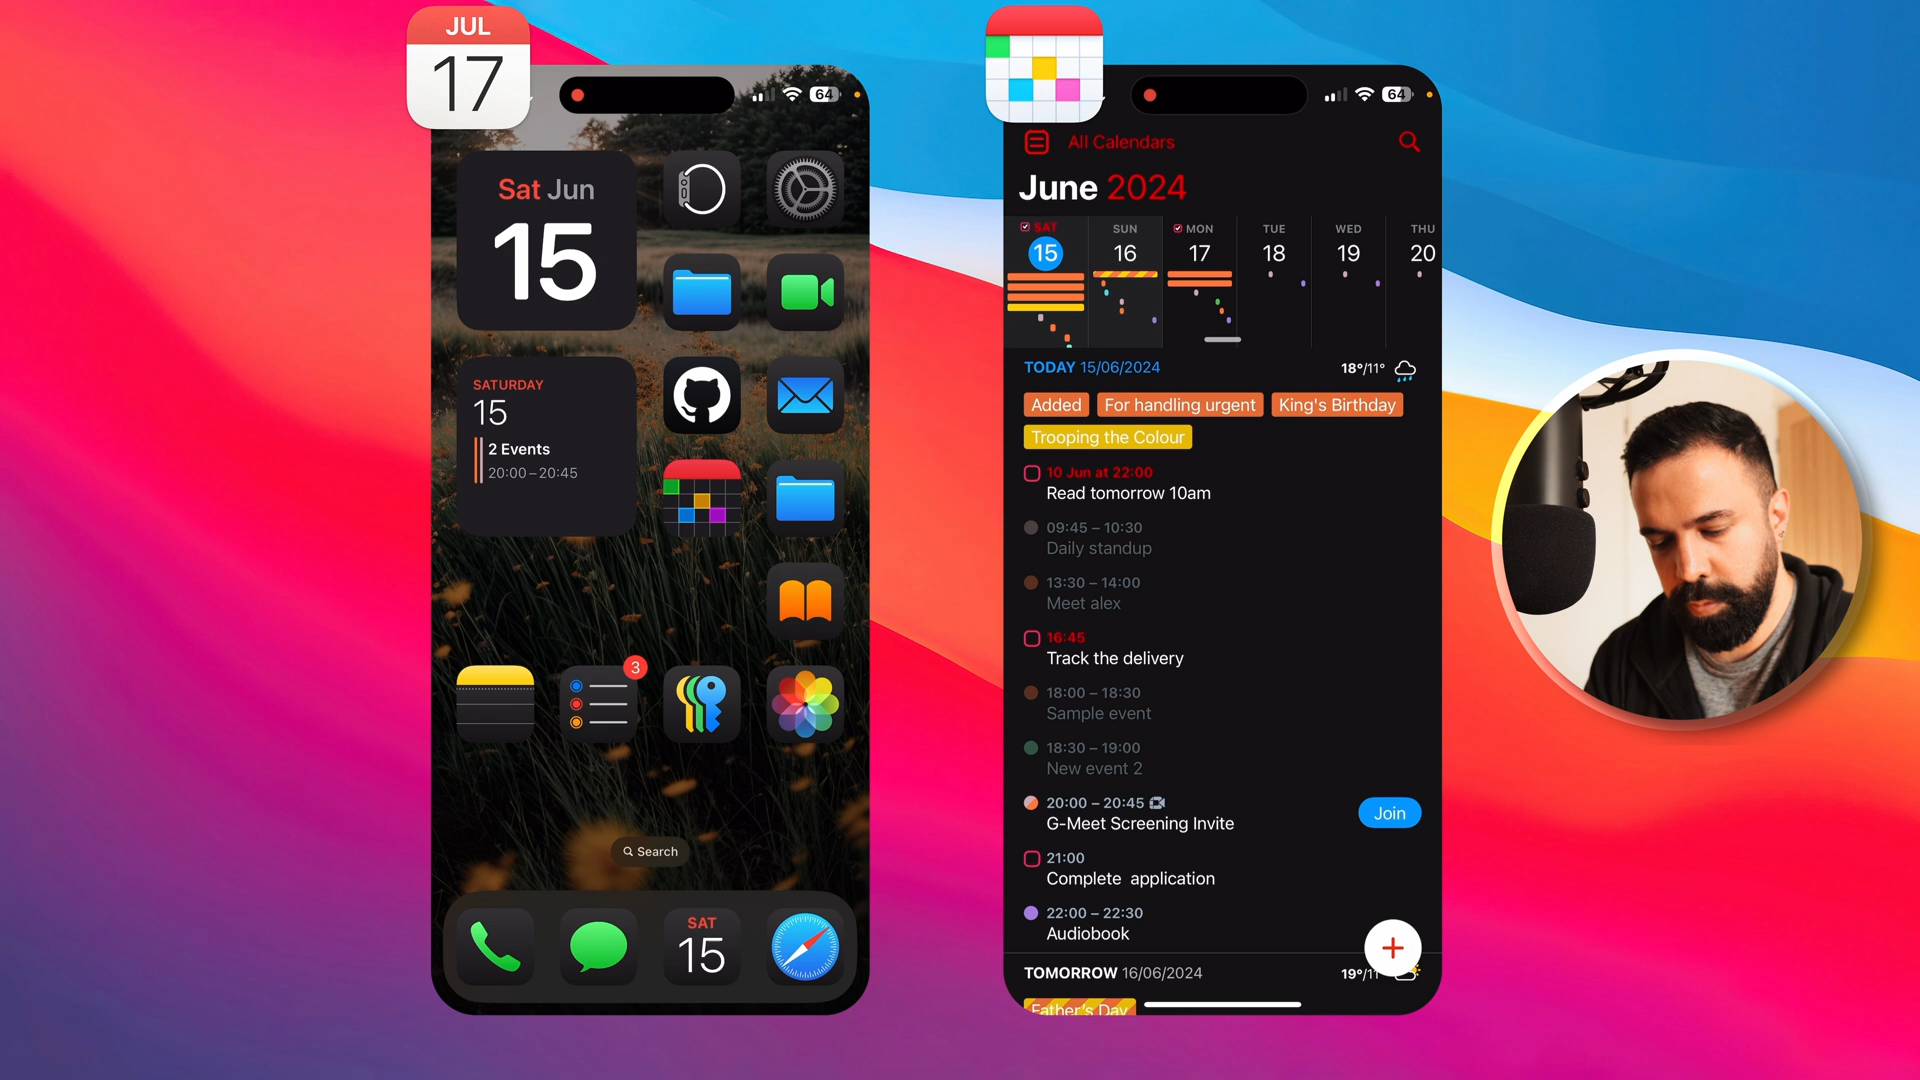 JUL
17
64
Sat Jun
15
SATURDAY
15
2 Events
20:00–20:45
3
Search
SAT
15
64
All Calendars
June 2024
SAT
15
SUN
16
MON
17
TUE
18
WED
19
THU
20
TODAY 15/06/2024
18°/11°
Added
For handling urgent
King's Birthday
Trooping the Colour
10 Jun at 22:00
Read tomorrow 10am
09:45 – 10:30
Daily standup
13:30 – 14:00
Meet alex
16:45
Track the delivery
18:00 – 18:30
Sample event
18:30 – 19:00
New event 2
20:00 – 20:45
G-Meet Screening Invite
Join
21:00
Complete application
22:00 – 22:30
Audiobook
TOMORROW 16/06/2024
19°/11
Father's Day